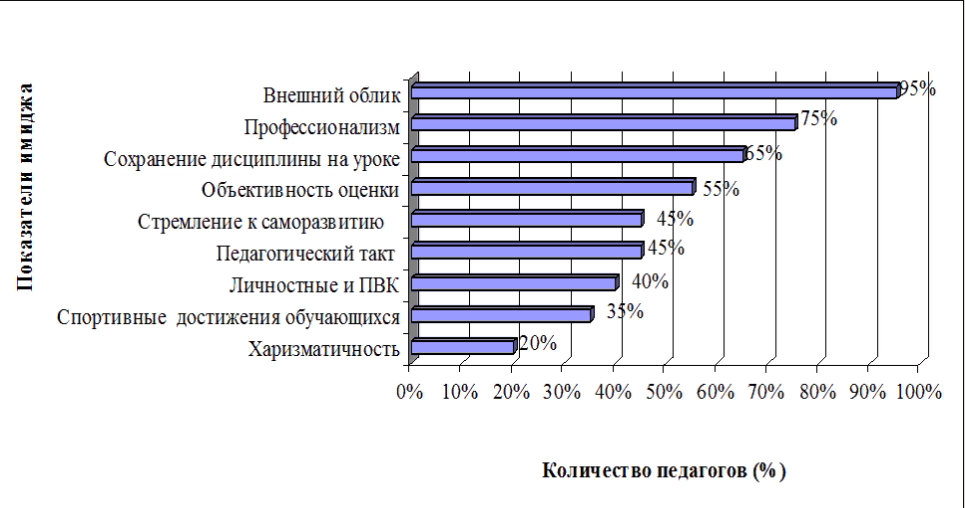 Показатели имиджа
Внешний облик
95%
Профессионализм
75%
Сохранение дисциплины на уроке
65%
Объективность оценки
55%
Стремление к саморазвитию
45%
Педагогический такт
45%
Личностные и ПВК
40%
Спортивные достижения обучающихся
35%
Харизматичность
20%
0% 10% 20% 30% 40% 50% 60% 70% 80% 90% 100%
Количество педагогов (%)